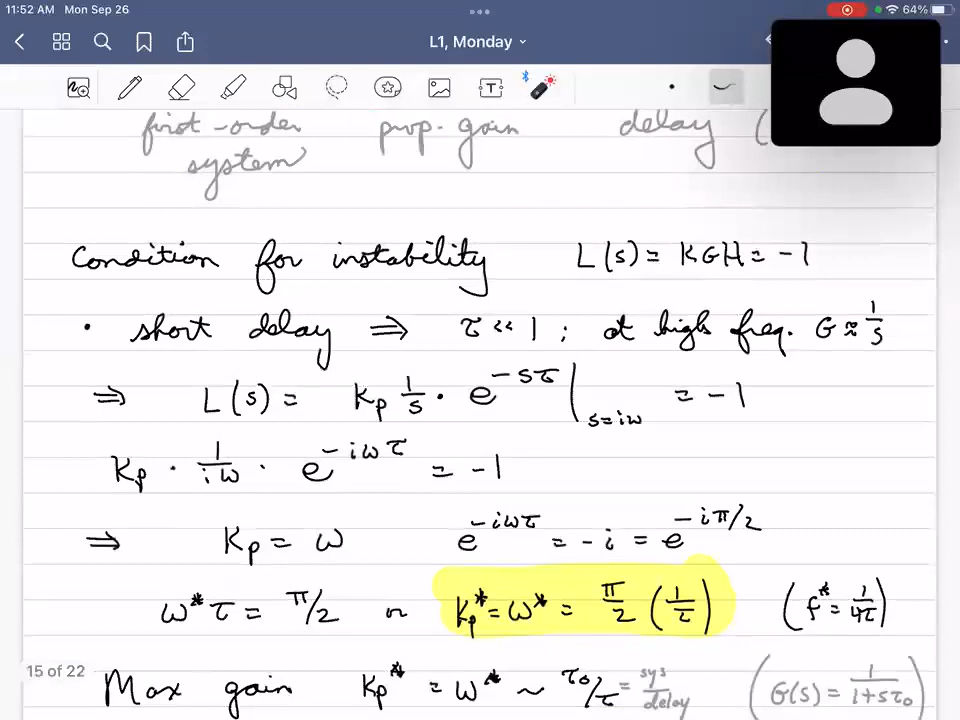 11:52 AM Mon Sep 26
64%
L1, Monday
first-order prop. gain delay (
system
Condition for instability L(s) = KGH = -1
• short delay ⇒ τ << 1 ; at high freq. G ≈ 1/s
⇒ L(s) = Kp 1/s · e^{-sτ} |_{s=iω} = -1
Kp · 1/iω · e^{-iωτ} = -1
⇒ Kp = ω e^{-iωτ} = -i = e^{-iπ/2}
ω* τ = π/2 or Kp* = ω* = π/2 (1/τ) (f* = 1/4τ)
15 of 22
Max gain Kp* = ω* ~ τ₀/τ = sys/delay (G(s) = 1/(1+sτ₀))